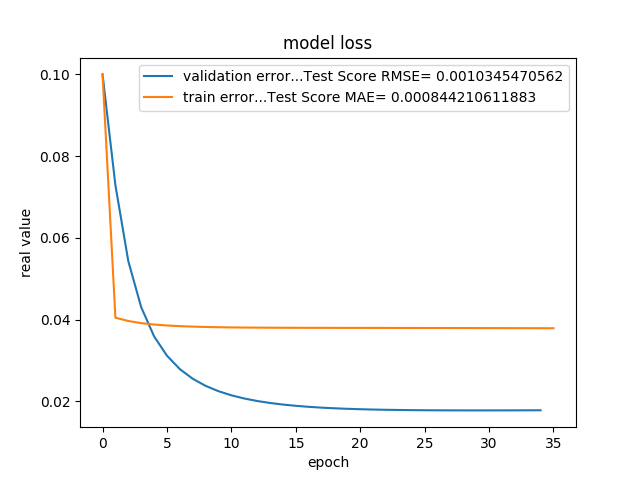 model loss
validation error...Test Score RMSE= 0.0010345470562
train error...Test Score MAE= 0.000844210611883
real value
0.10
0.08
0.06
0.04
0.02
0 5 10 15 20 25 30 35
epoch